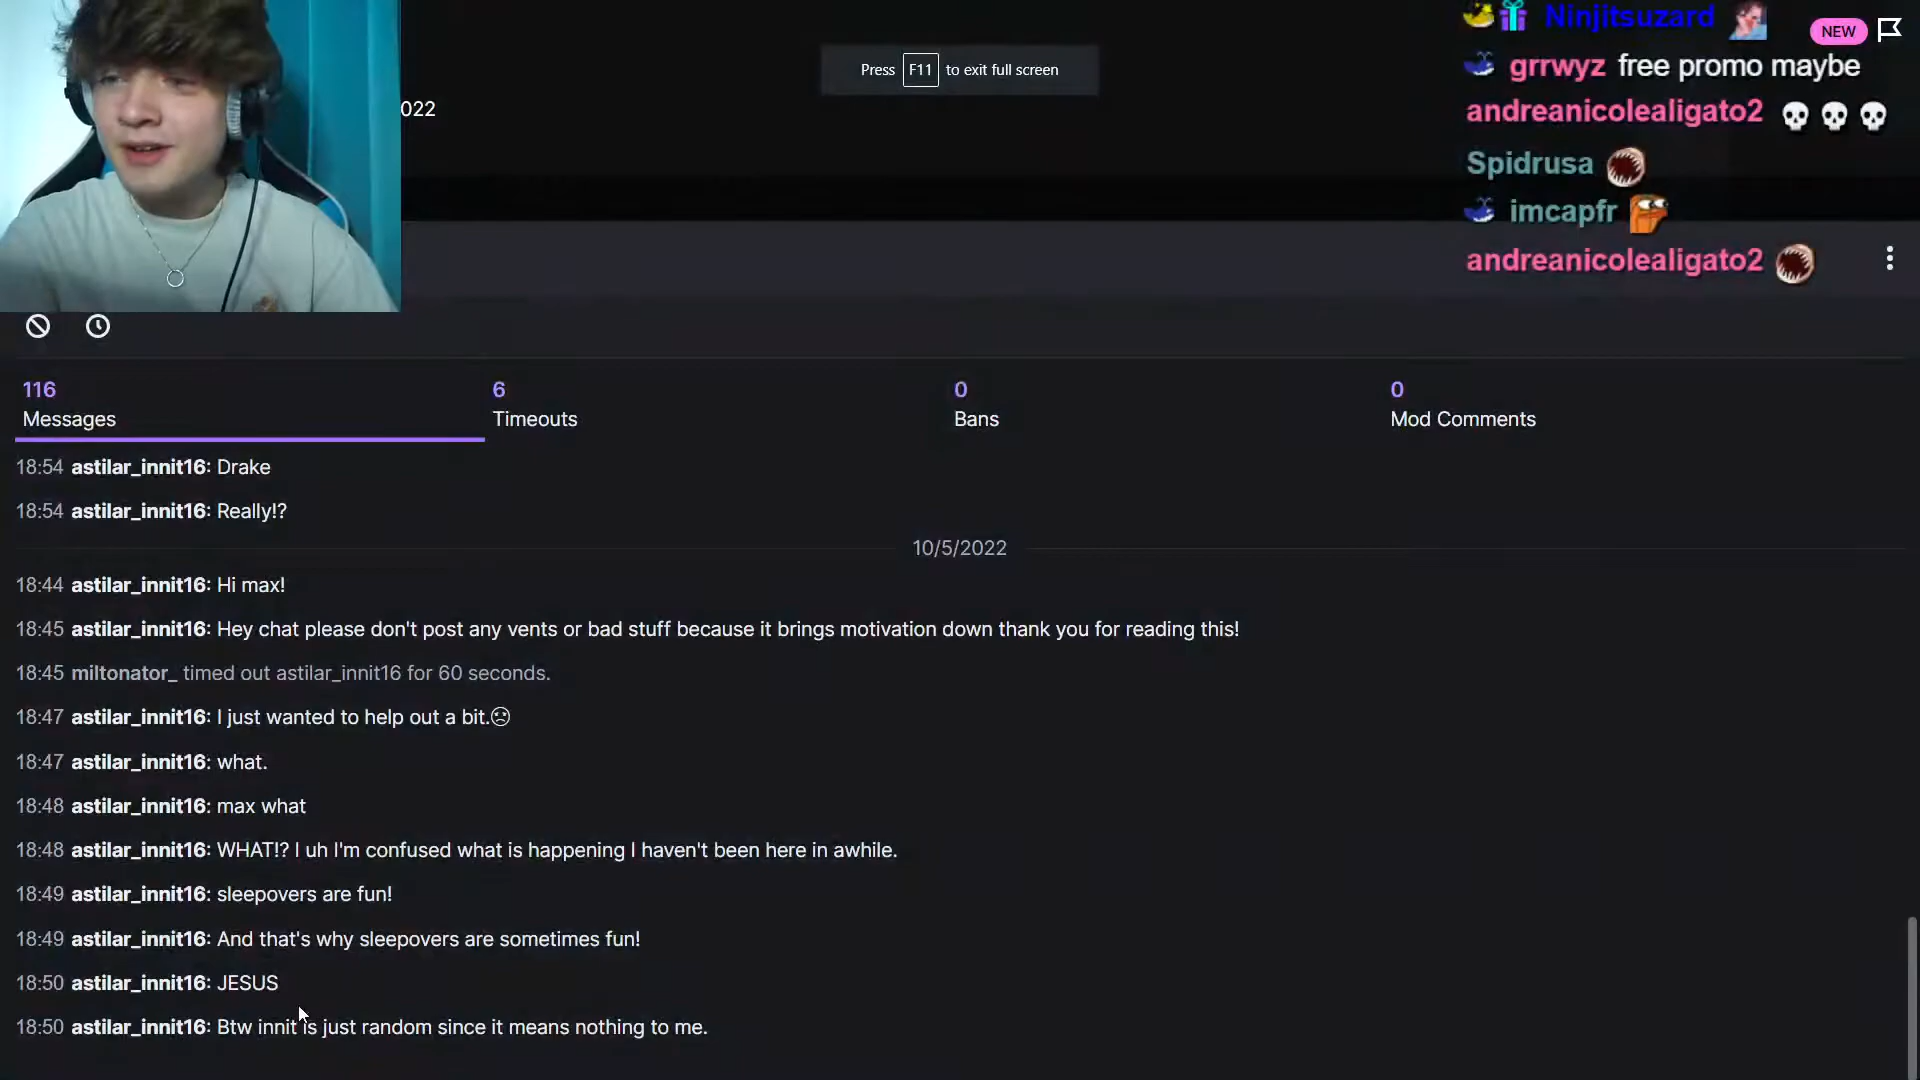 Ninjitsuzard
NEW
Press F11 to exit full screen
grrwyz free promo maybe
022
andreanicolealigato2
Spidrusa
imcapfr
andreanicolealigato2
116
Messages
6
Timeouts
0
Bans
0
Mod Comments
18:54 astilar_innit16: Drake
18:54 astilar_innit16: Really!?
10/5/2022
18:44 astilar_innit16: Hi max!
18:45 astilar_innit16: Hey chat please don't post any vents or bad stuff because it brings motivation down thank you for reading this!
18:45 miltonator_ timed out astilar_innit16 for 60 seconds.
18:47 astilar_innit16: I just wanted to help out a bit.☹
18:47 astilar_innit16: what.
18:48 astilar_innit16: max what
18:48 astilar_innit16: WHAT!? I uh I'm confused what is happening I haven't been here in awhile.
18:49 astilar_innit16: sleepovers are fun!
18:49 astilar_innit16: And that's why sleepovers are sometimes fun!
18:50 astilar_innit16: JESUS
18:50 astilar_innit16: Btw innit is just random since it means nothing to me.